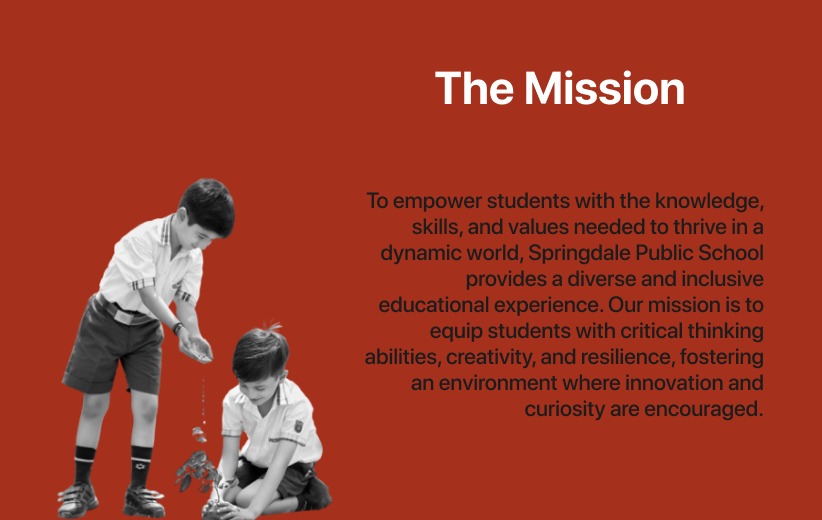 The Mission
To empower students with the knowledge,
skills, and values needed to thrive in a
dynamic world, Springdale Public School
provides a diverse and inclusive
educational experience. Our mission is to
equip students with critical thinking
abilities, creativity, and resilience, fostering
an environment where innovation and
curiosity are encouraged.